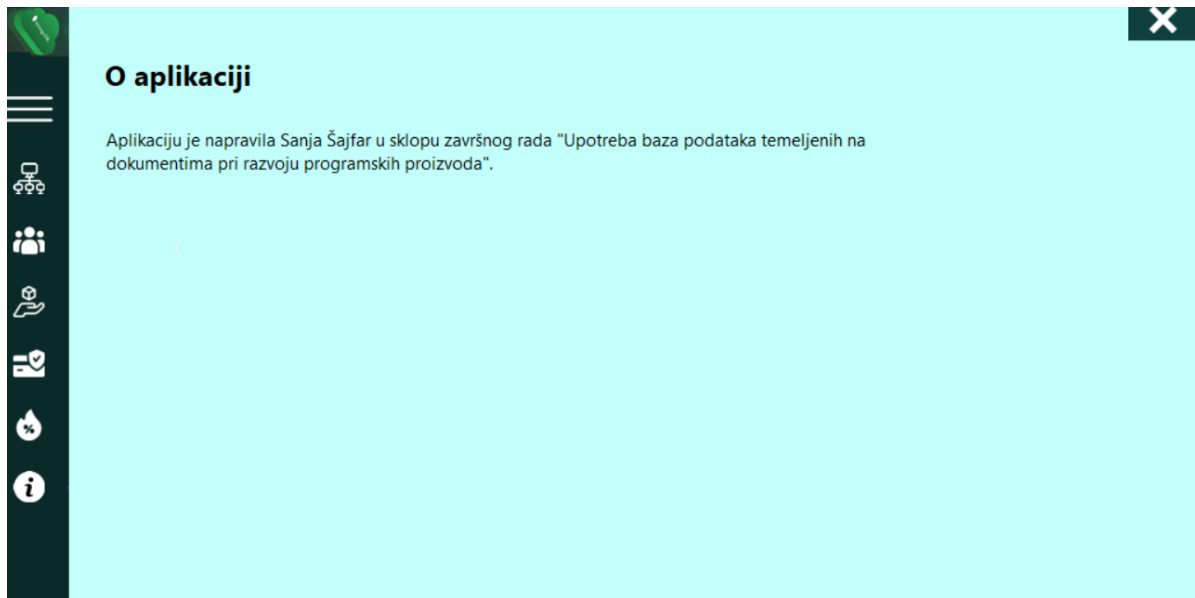 O aplikaciji
Aplikaciju je napravila Sanja Šajfar u sklopu završnog rada "Upotreba baza podataka temeljenih na
dokumentima pri razvoju programskih proizvoda".